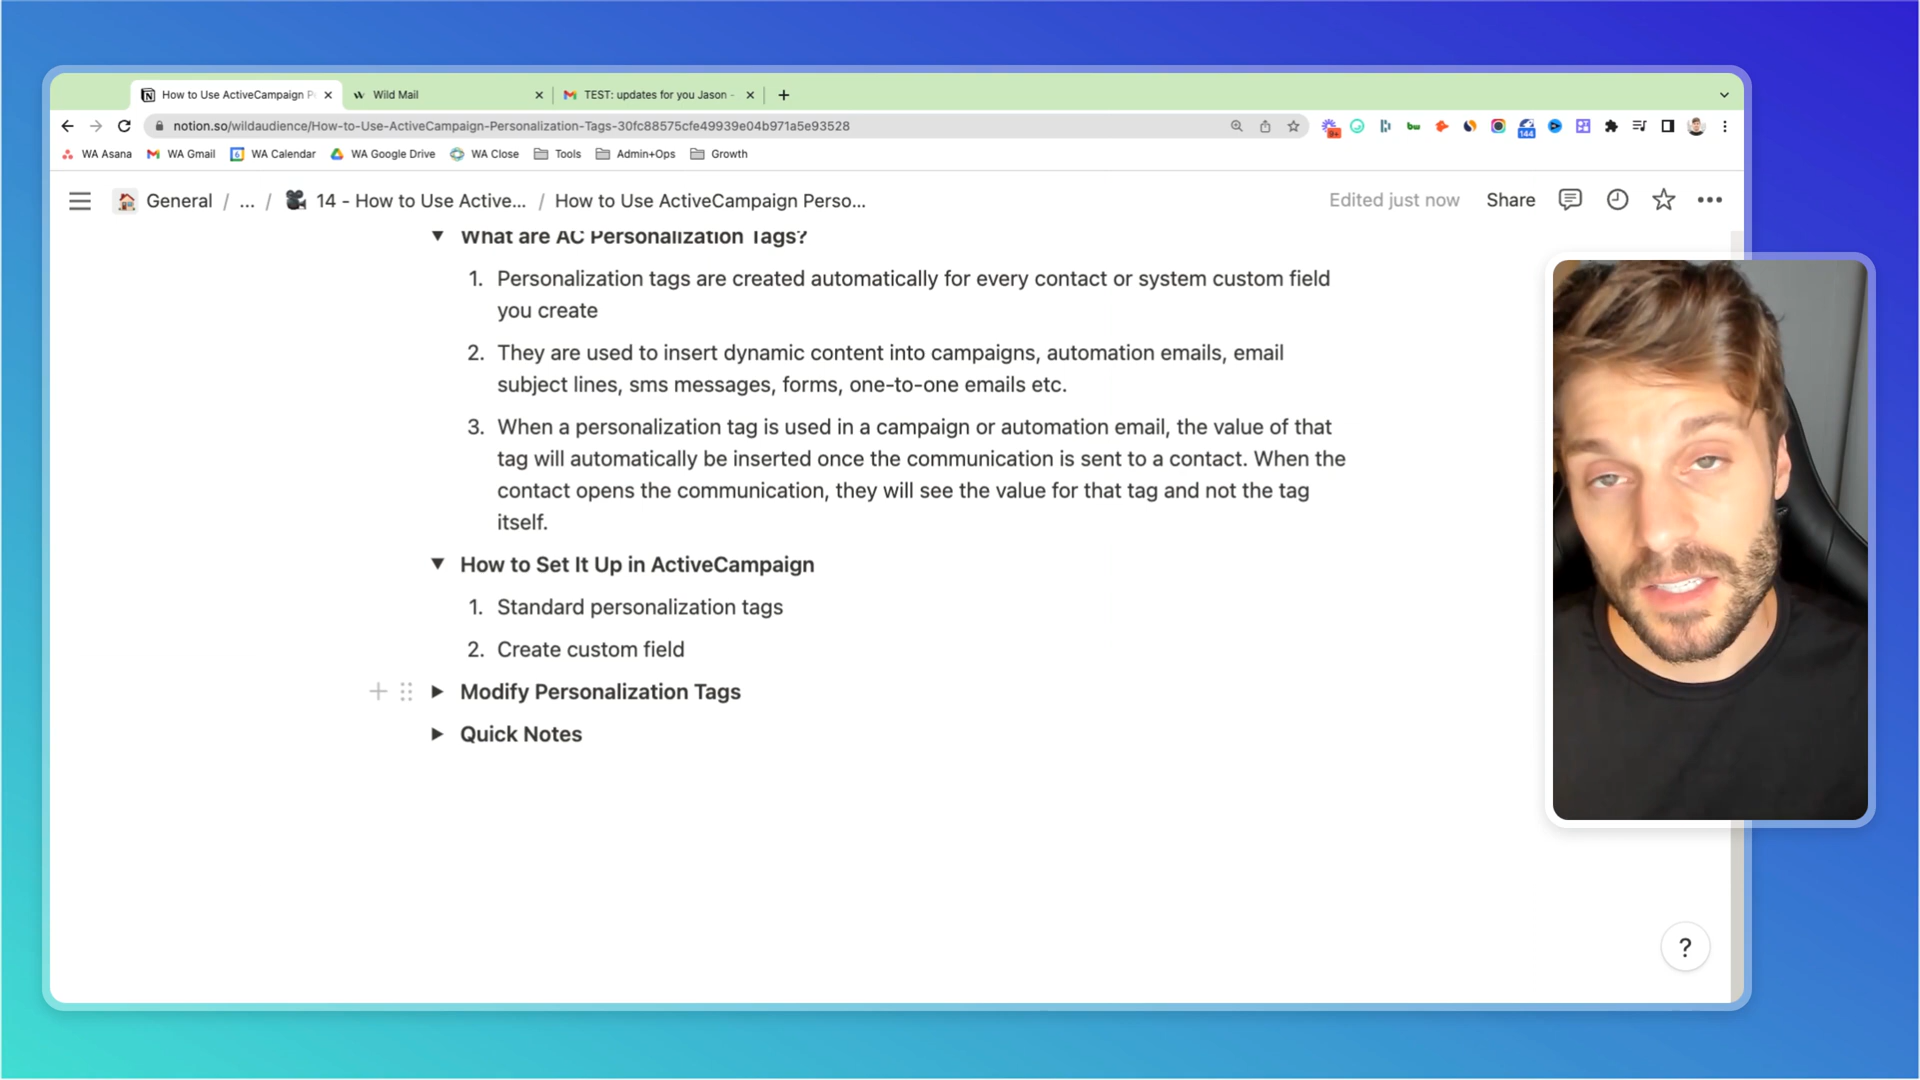 How to Use ActiveCampaign P
Wild Mail
TEST: updates for you Jason -
notion.so/wildaudience/How-to-Use-ActiveCampaign-Personalization-Tags-30fc88575cfe49939e04b971a5e93528
9+
144
WA Asana
WA Gmail
6
WA Calendar
WA Google Drive
WA Close
Tools
Admin+Ops
Growth
General / ... / 14 - How to Use Active... / How to Use ActiveCampaign Perso...
Edited just now
Share
What are AC Personalization Tags?
1. Personalization tags are created automatically for every contact or system custom field
you create
2. They are used to insert dynamic content into campaigns, automation emails, email
subject lines, sms messages, forms, one-to-one emails etc.
3. When a personalization tag is used in a campaign or automation email, the value of that
tag will automatically be inserted once the communication is sent to a contact. When the
contact opens the communication, they will see the value for that tag and not the tag
itself.
How to Set It Up in ActiveCampaign
1. Standard personalization tags
2. Create custom field
Modify Personalization Tags
Quick Notes
?